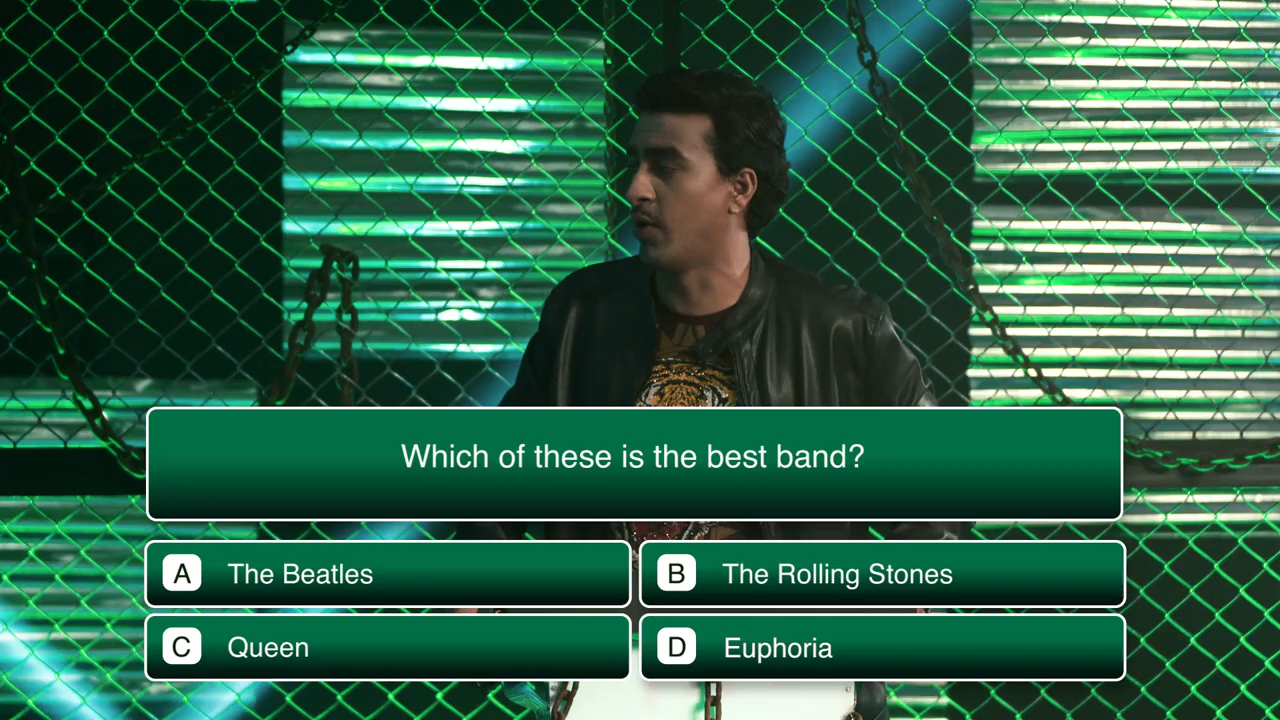 Which of these is the best band?
A The Beatles
B The Rolling Stones
C Queen
D Euphoria